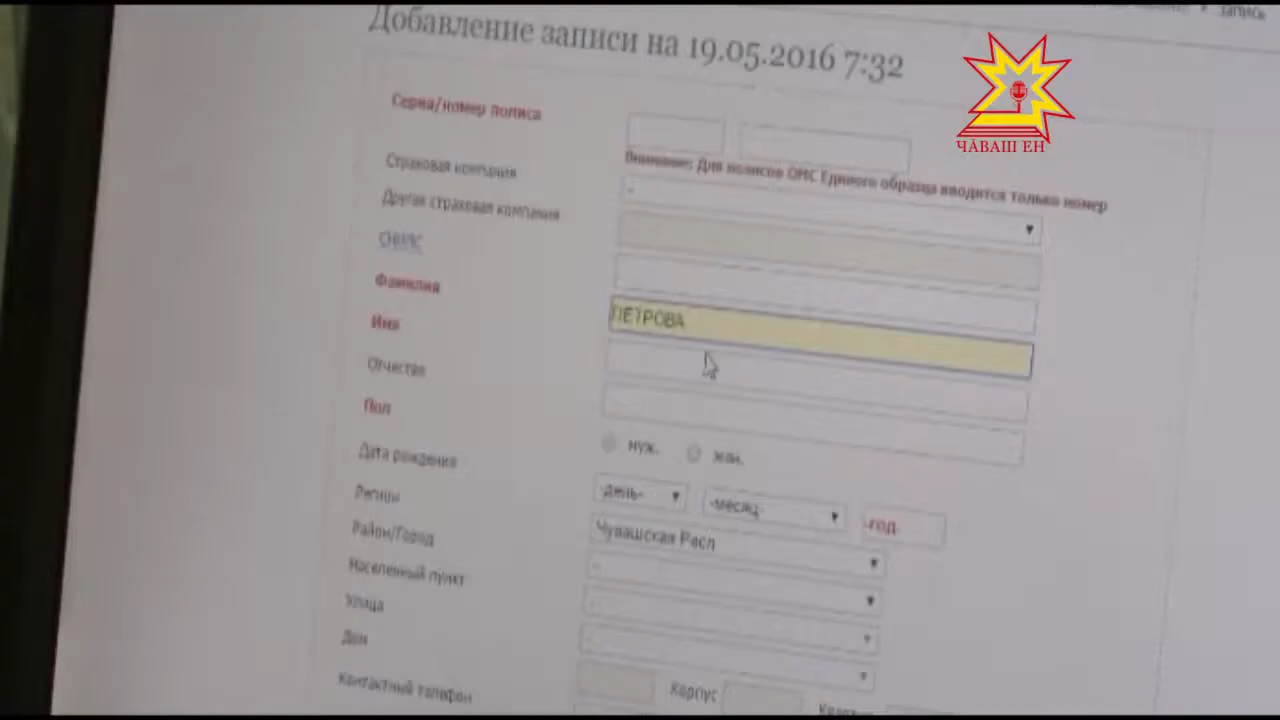 запись
Добавление записи на 19.05.2016 7:32
ЧӐВАШ ЕН
Серия/номер полиса
Внимание: Для полисов ОМС Единого образца вводится только номер
Страховая компания
-
Другая страховая компания
Фамилия
ПЕТРОВА
Имя
Отчество
Пол
муж.
жен.
Дата рождения
-день-
-месяц-
-год-
Регион
Чувашская Респ
Район/Город
-
Населенный пункт
-
Улица
-
Дом
Корпус
Контактный телефон